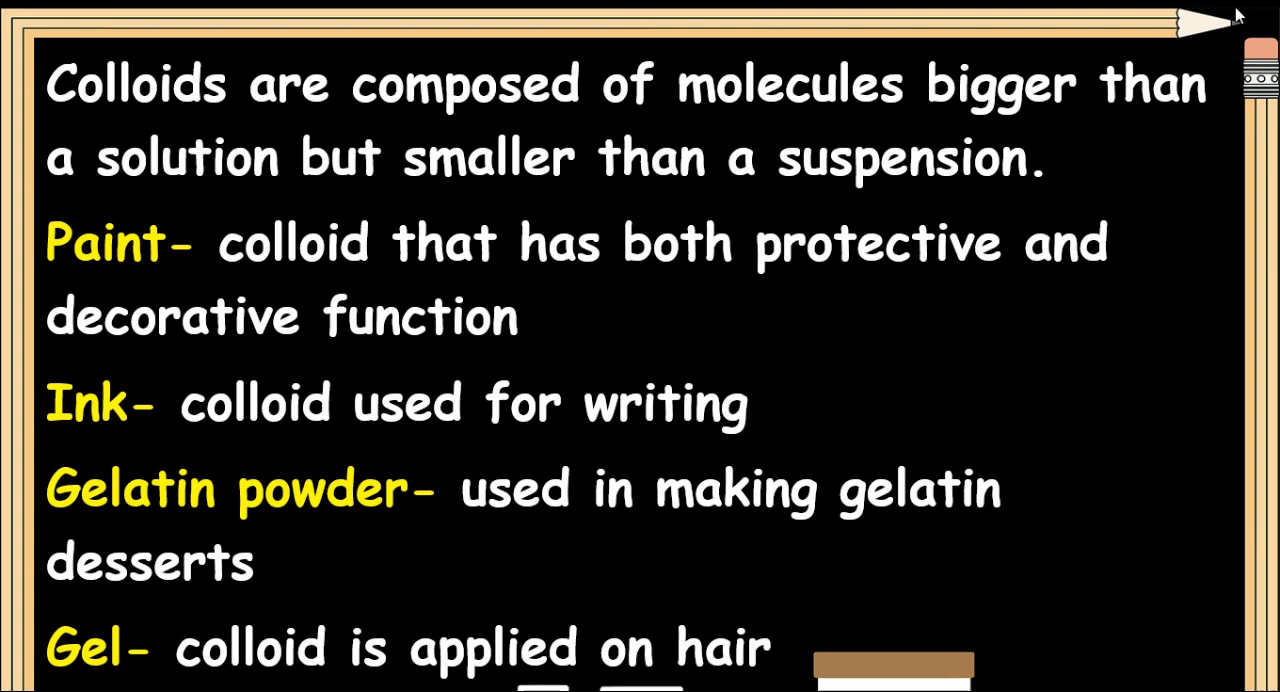 Colloids are composed of molecules bigger than
a solution but smaller than a suspension.
Paint- colloid that has both protective and
decorative function
Ink- colloid used for writing
Gelatin powder- used in making gelatin
desserts
Gel- colloid is applied on hair